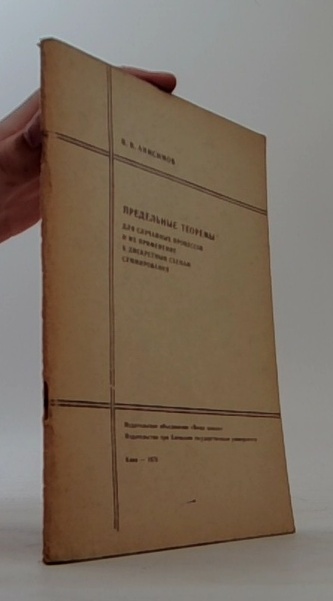 В. В. АНИСИМОВ
ПРЕДЕЛЬНЫЕ ТЕОРЕМЫ
ДЛЯ СЛУЧАЙНЫХ ПРОЦЕССОВ
И ИХ ПРИМЕНЕНИЕ
К ДИСКРЕТНЫМ СХЕМАМ
СУММИРОВАНИЯ
Издательское объединение «Вища школа»
Издательство при Киевском государственном университете
Киев —